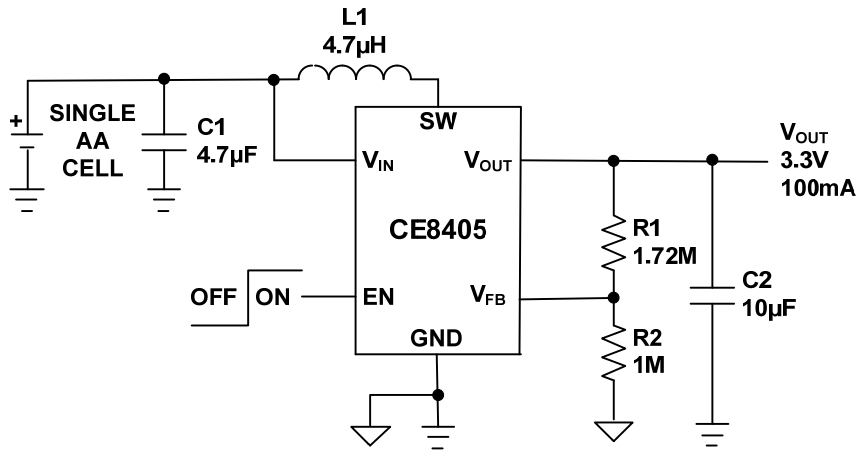 L1
4.7µH
+
SINGLE
AA
CELL
C1
4.7µF
SW
VIN
VOUT
CE8405
VOUT
3.3V
100mA
R1
1.72M
OFF
ON
EN
VFB
C2
10µF
GND
R2
1M